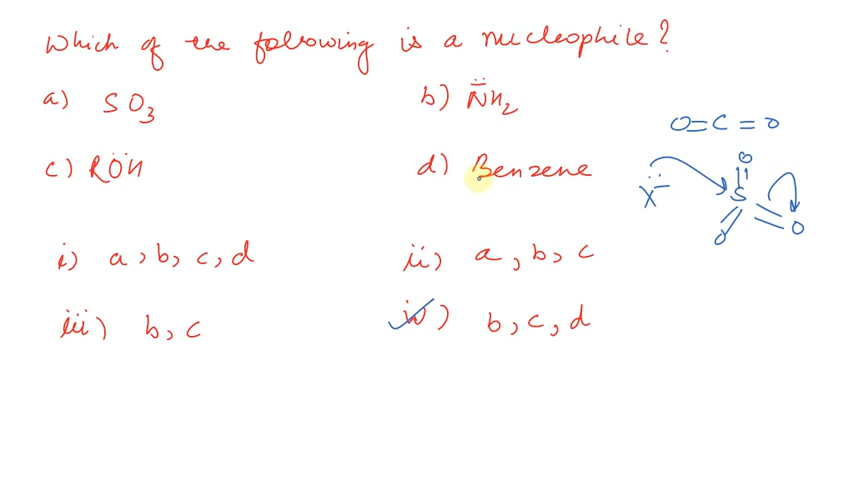 Which of the following is a nucleophile?
a) SO₃ b) N̈̄H₂
c) RÖH d) Benzene
O=C=O
O
Ẍ⁻ S
O O
i) a, b, c, d ii) a, b, c
iii) b, c iv) b, c, d